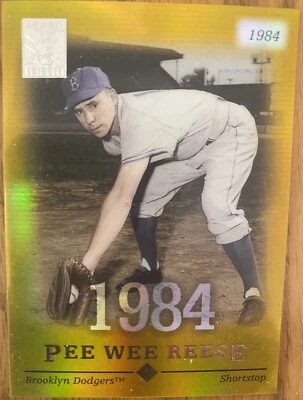 1984
B
1984
PEE WEE REESE
Brooklyn Dodgers™ Shortstop